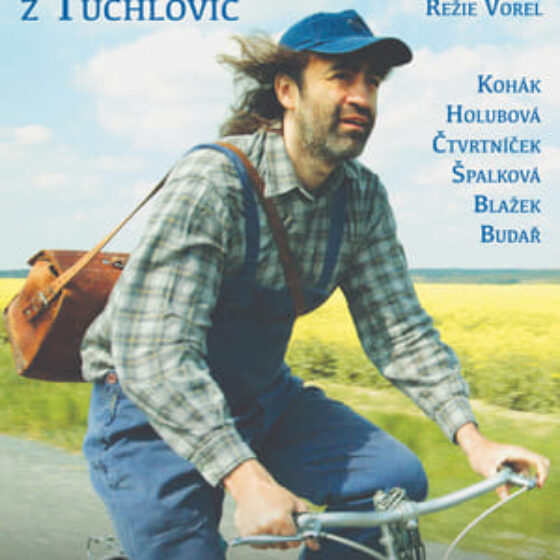 z Tuchlovic
Režie Vorel
Kohák
Holubová
Čtvrtníček
Špalková
Blažek
Budař